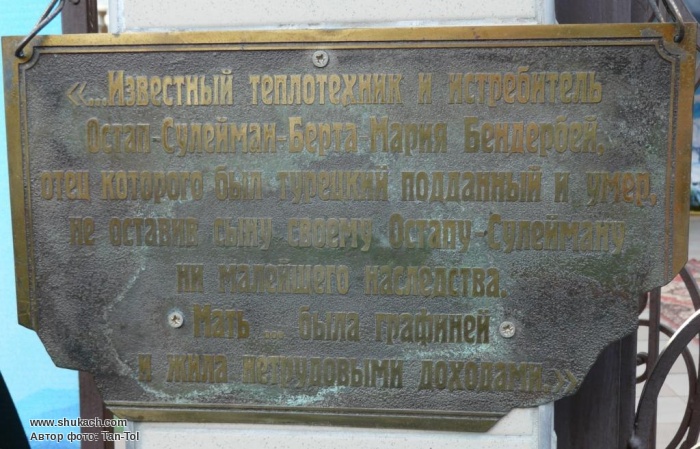 «...Известный теплотехник и истребитель
Остап-Сулейман-Берта Мария Бендербей,
отец которого был турецкий подданный и умер,
не оставив сыну своему Остапу-Сулейману
ни малейшего наследства.
Мать ... была графиней
и жила нетрудовыми доходами.»
www.shukach.com
Автор фото: Tan-Tol